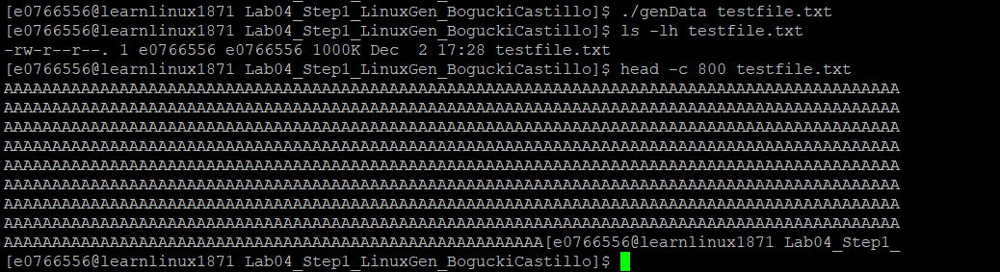 [e0766556@learnlinux1871 Lab04_Step1_LinuxGen_BoguckiCastillo]$ ./genData testfile.txt
[e0766556@learnlinux1871 Lab04_Step1_LinuxGen_BoguckiCastillo]$ ls -lh testfile.txt
-rw-r--r--. 1 e0766556 e0766556 1000K Dec  2 17:28 testfile.txt
[e0766556@learnlinux1871 Lab04_Step1_LinuxGen_BoguckiCastillo]$ head -c 800 testfile.txt
AAAAAAAAAAAAAAAAAAAAAAAAAAAAAAAAAAAAAAAAAAAAAAAAAAAAAAAAAAAAAAAAAAAAAAAAAAAAAAAAAAAAAAAAAAAAA
AAAAAAAAAAAAAAAAAAAAAAAAAAAAAAAAAAAAAAAAAAAAAAAAAAAAAAAAAAAAAAAAAAAAAAAAAAAAAAAAAAAAAAAAAAAAA
AAAAAAAAAAAAAAAAAAAAAAAAAAAAAAAAAAAAAAAAAAAAAAAAAAAAAAAAAAAAAAAAAAAAAAAAAAAAAAAAAAAAAAAAAAAAA
AAAAAAAAAAAAAAAAAAAAAAAAAAAAAAAAAAAAAAAAAAAAAAAAAAAAAAAAAAAAAAAAAAAAAAAAAAAAAAAAAAAAAAAAAAAAA
AAAAAAAAAAAAAAAAAAAAAAAAAAAAAAAAAAAAAAAAAAAAAAAAAAAAAAAAAAAAAAAAAAAAAAAAAAAAAAAAAAAAAAAAAAAAA
AAAAAAAAAAAAAAAAAAAAAAAAAAAAAAAAAAAAAAAAAAAAAAAAAAAAAAAAAAAAAAAAAAAAAAAAAAAAAAAAAAAAAAAAAAAAA
AAAAAAAAAAAAAAAAAAAAAAAAAAAAAAAAAAAAAAAAAAAAAAAAAAAAAAAAAAAAAAAAAAAAAAAAAAAAAAAAAAAAAAAAAAAAA
AAAAAAAAAAAAAAAAAAAAAAAAAAAAAAAAAAAAAAAAAAAAAAAAAAAAAAAAAAAAAAAAAAAAAAAAAAAAAAAAAAAAAAAAAAAAA
AAAAAAAAAAAAAAAAAAAAAAAAAAAAAAAAAAAAAAAAAAAAAAAAAAAAAAAA[e0766556@learnlinux1871 Lab04_Step1_
[e0766556@learnlinux1871 Lab04_Step1_LinuxGen_BoguckiCastillo]$